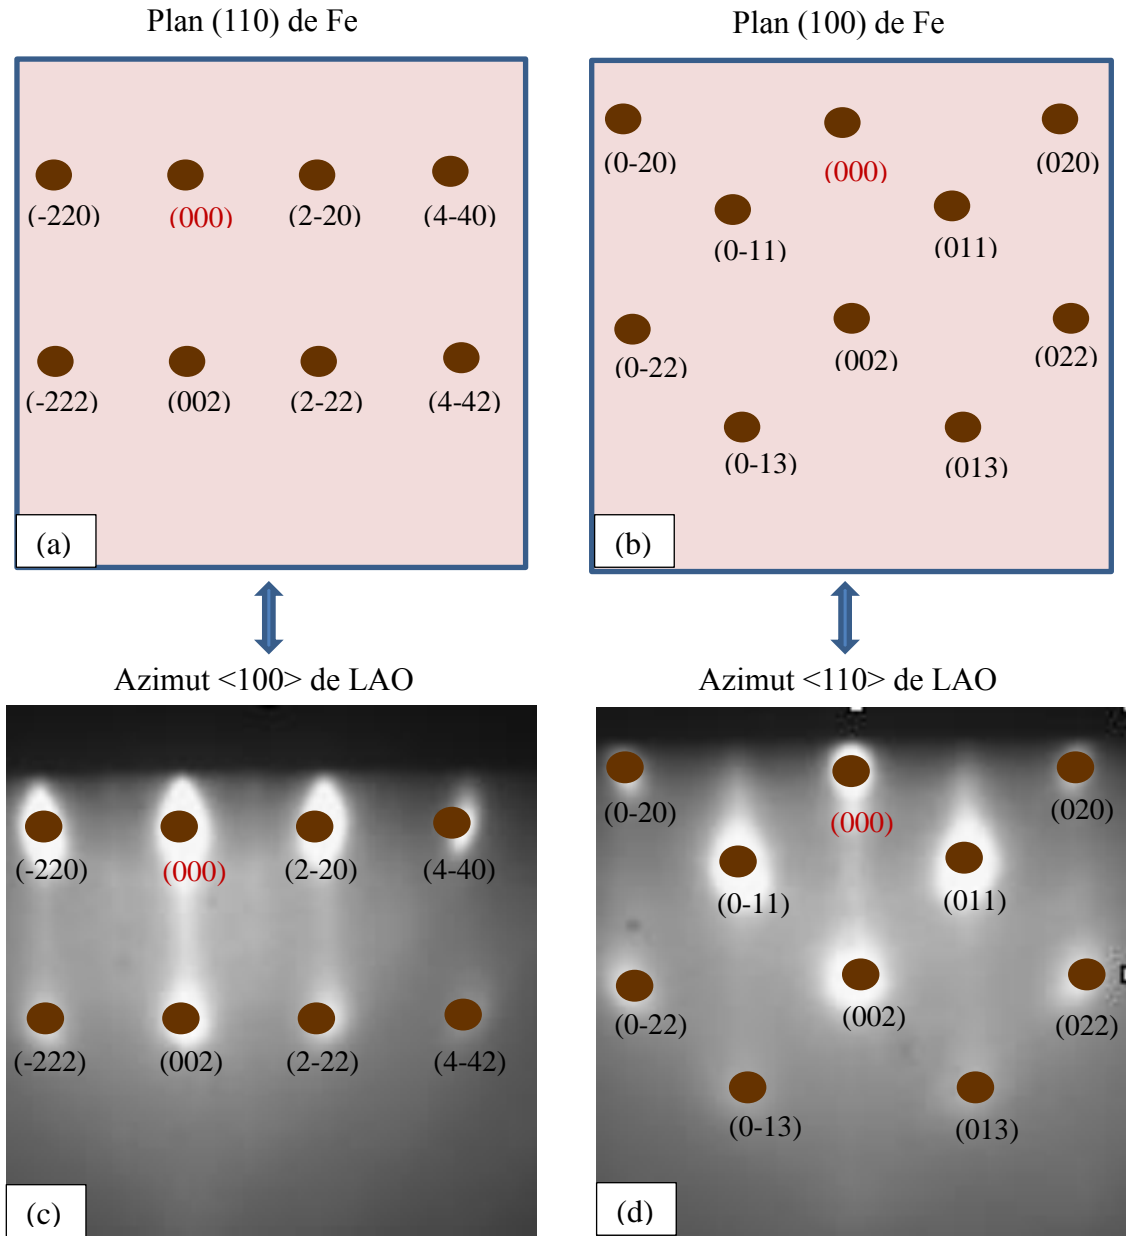 Plan (110) de Fe
Plan (100) de Fe
(-220) (000) (2-20) (4-40)
(-222) (002) (2-22) (4-42)
(a)
(0-20) (000) (020)
(0-11) (011)
(0-22) (002) (022)
(0-13) (013)
(b)
Azimut <100> de LAO
Azimut <110> de LAO
(-220) (000) (2-20) (4-40)
(-222) (002) (2-22) (4-42)
(c)
(0-20) (000) (020)
(0-11) (011)
(0-22) (002) (022)
(0-13) (013)
(d)